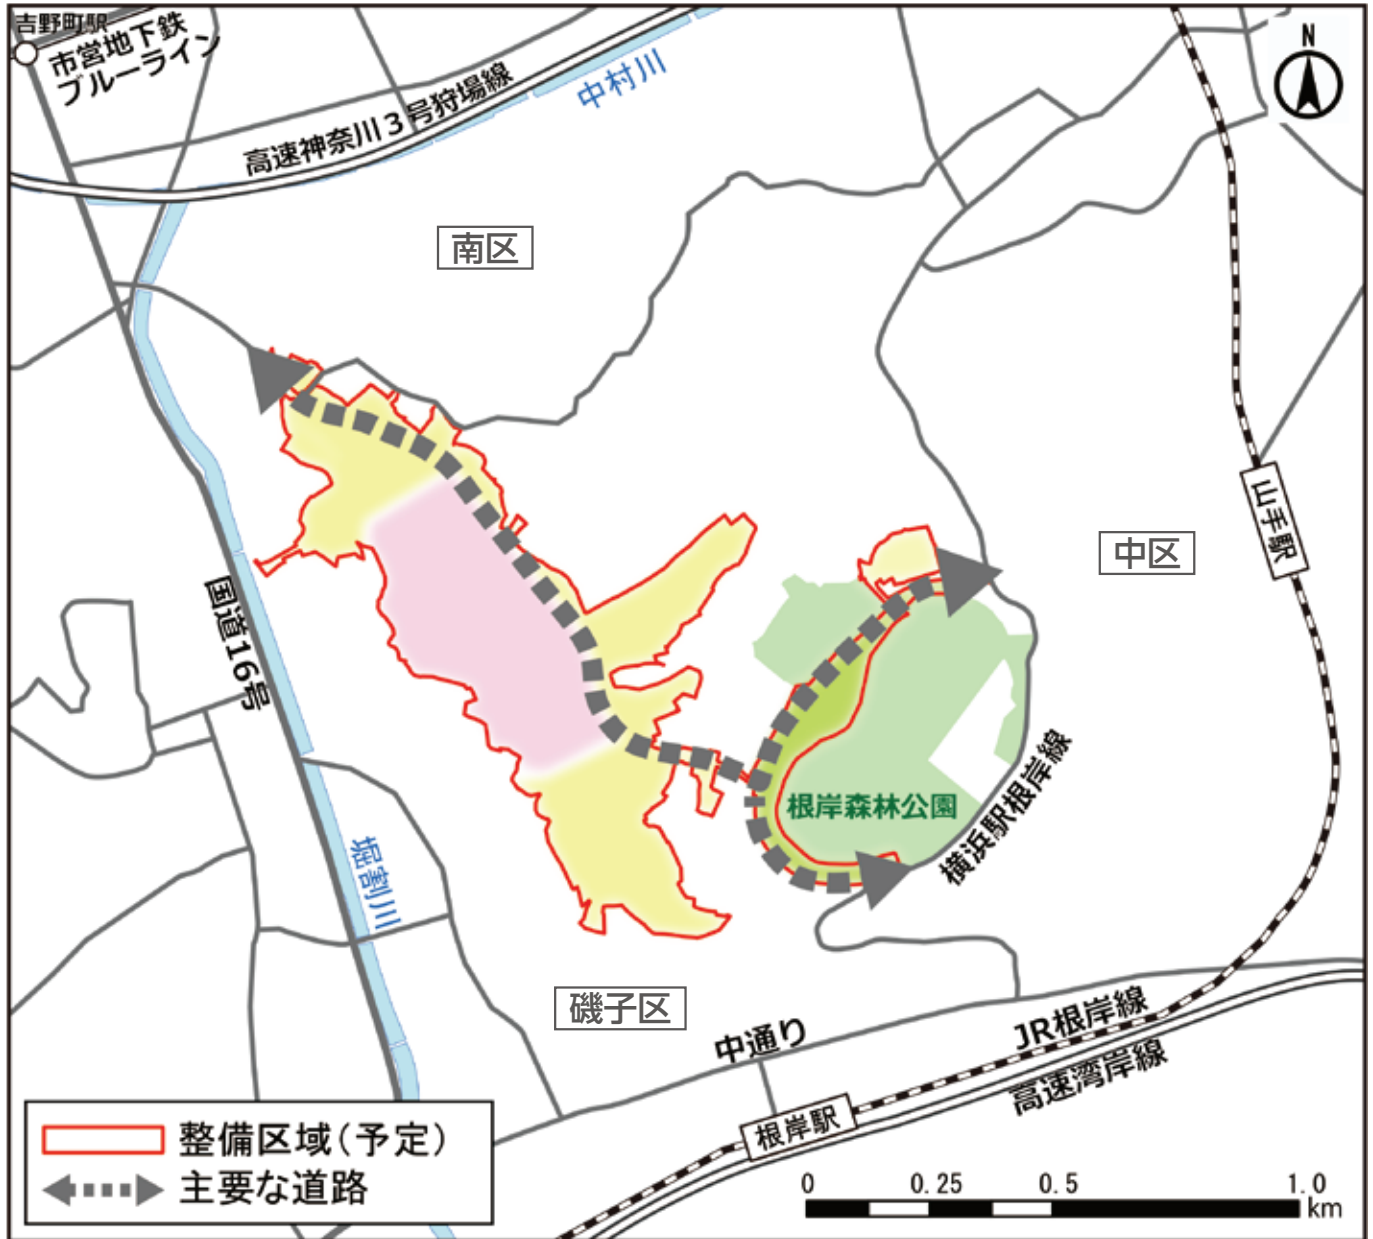 吉野町駅
市営地下鉄
ブルーライン
高速神奈川3号狩場線
中村川
N
南区
中区
山手駅
国道16号
堀割川
根岸森林公園
横浜駅根岸線
磯子区
中通り
JR根岸線
高速湾岸線
根岸駅
整備区域(予定)
主要な道路
0 0.25 0.5 1.0
km